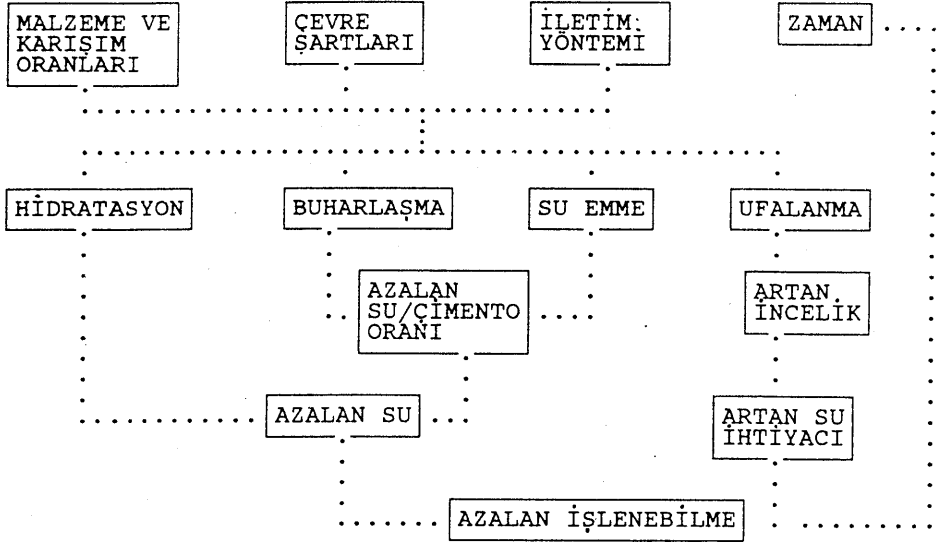 MALZEME VE
KARIŞIM
ORANLARI
ÇEVRE
ŞARTLARI
İLETİM
YÖNTEMİ
ZAMAN
HİDRATASYON
BUHARLAŞMA
SU EMME
UFALANMA
AZALAN
SU/ÇİMENTO
ORANI
ARTAN
İNCELİK
AZALAN SU
ARTAN SU
İHTİYACI
AZALAN İŞLENEBİLME